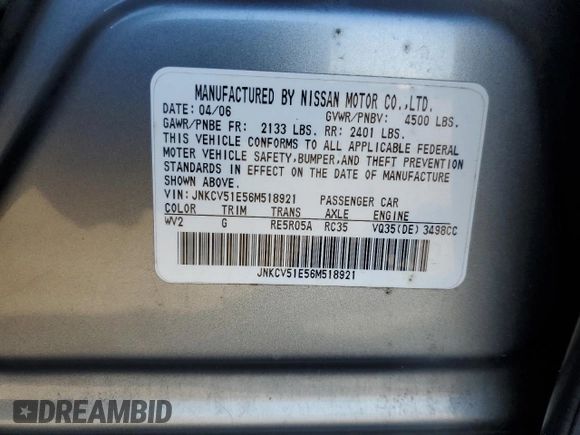 MANUFACTURED BY NISSAN MOTOR CO.,LTD.
DATE: 04/06 GVWR/PNBV: 4500 LBS.
GAWR/PNBE FR: 2133 LBS. RR: 2401 LBS.
THIS VEHICLE CONFORMS TO ALL APPLICABLE FEDERAL
MOTER VEHICLE SAFETY,BUMPER,AND THEFT PREVENTION
STANDARDS IN EFFECT ON THE DATE OF MANUFACTURE
SHOWN ABOVE.
VIN: JNKCV51E56M518921 PASSENGER CAR
COLOR TRIM TRANS AXLE ENGINE
WV2 G RE5R05A RC35 VQ35(DE) 3498CC
JNKCV51E56M518921
DREAMBID